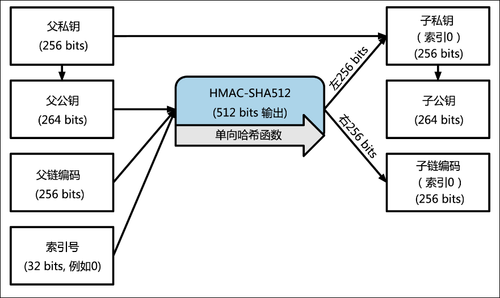 父私钥
(256 bits)
父公钥
(264 bits)
父链编码
(256 bits)
索引号
(32 bits, 例如0)
HMAC-SHA512
(512 bits 输出)
单向哈希函数
左256 bits
右256 bits
子私钥
（索引0）
(256 bits)
子公钥
(264 bits)
子链编码
（索引0）
(256 bits)